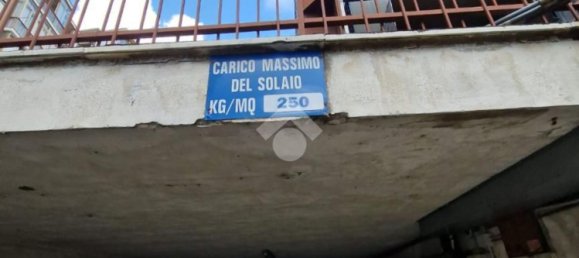 CARICO MASSIMO
DEL SOLAIO
KG/MQ 250